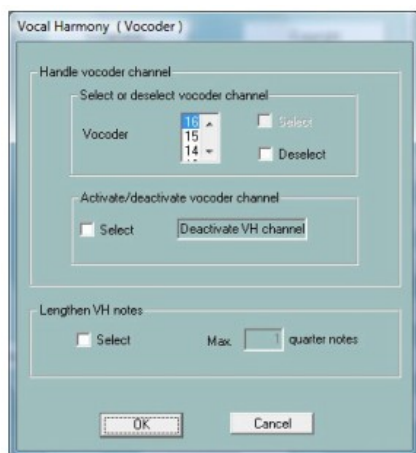 Vocal Harmony ( Vocoder )
Handle vocoder channel
Select or deselect vocoder channel
Vocoder
16
15
14
Select
Deselect
Activate/deactivate vocoder channel
Select
Deactivate VH channel
Lengthen VH notes
Select
Max. 1 quarter notes
OK
Cancel